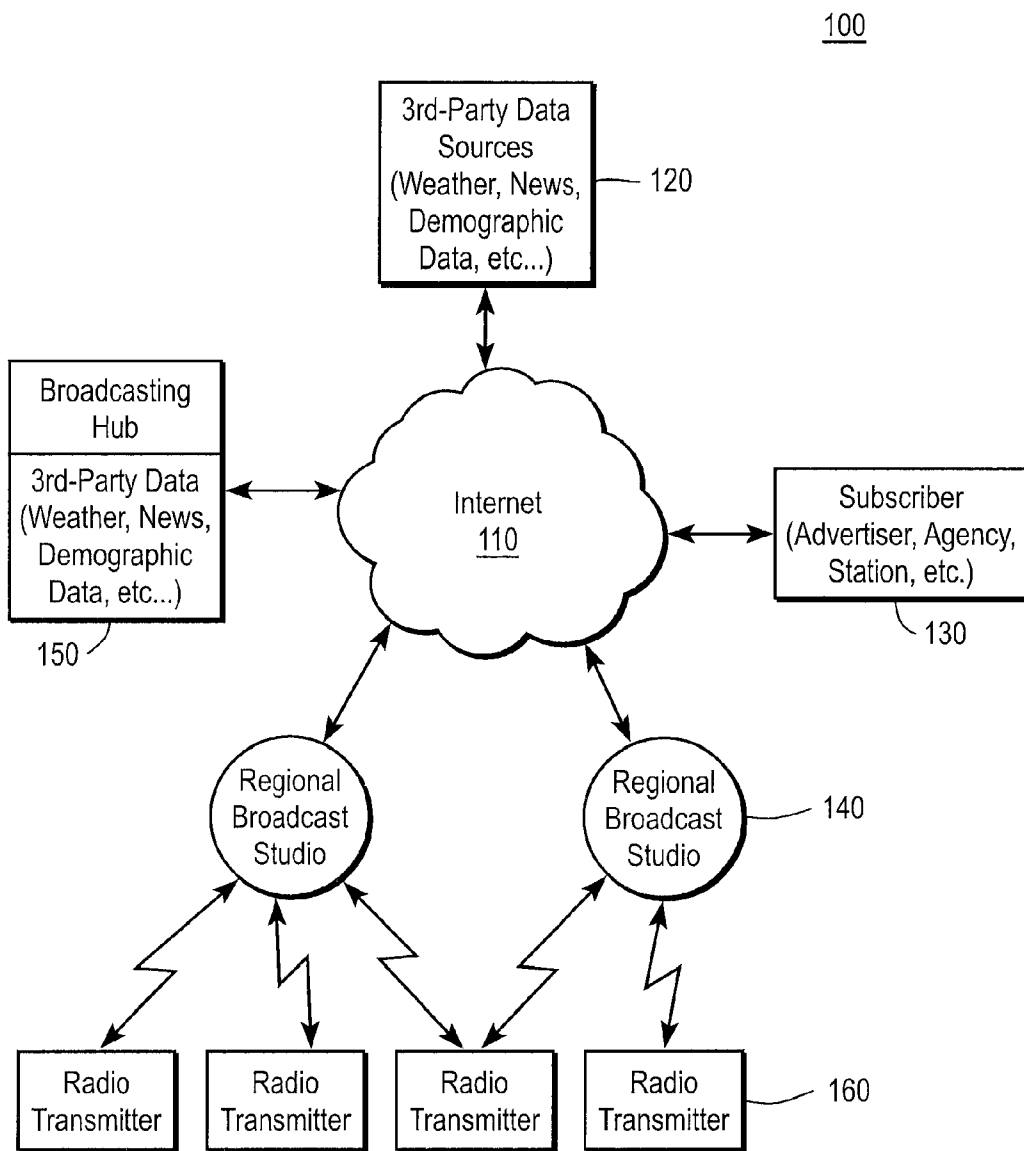 100
3rd-Party Data
Sources
(Weather, News,
Demographic
Data, etc...)
120
Broadcasting
Hub
3rd-Party Data
(Weather, News,
Demographic
Data, etc...)
150
Internet
110
Subscriber
(Advertiser, Agency,
Station, etc.)
130
Regional
Broadcast
Studio
Regional
Broadcast
Studio
140
Radio
Transmitter
Radio
Transmitter
Radio
Transmitter
Radio
Transmitter
160